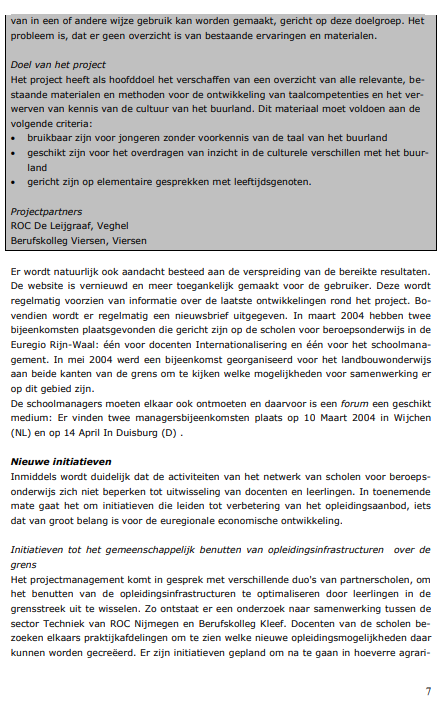 van in een of andere wijze gebruik kan worden gemaakt, gericht op deze doelgroep. Het
probleem is, dat er geen overzicht is van bestaande ervaringen en materialen.
Doel van het project
Het project heeft als hoofddoel het verschaffen van een overzicht van alle relevante, be-
staande materialen en methoden voor de ontwikkeling van taalcompetenties en het ver-
werven van kennis van de cultuur van het buurland. Dit materiaal moet voldoen aan de
volgende criteria:
• bruikbaar zijn voor jongeren zonder voorkennis van de taal van het buurland
• geschikt zijn voor het overdragen van inzicht in de culturele verschillen met het buur-
land
• gericht zijn op elementaire gesprekken met leeftijdsgenoten.
Projectpartners
ROC De Leijgraaf, Veghel
Berufskolleg Viersen, Viersen
Er wordt natuurlijk ook aandacht besteed aan de verspreiding van de bereikte resultaten.
De website is vernieuwd en meer toegankelijk gemaakt voor de gebruiker. Deze wordt
regelmatig voorzien van informatie over de laatste ontwikkelingen rond het project. Bo-
vendien wordt er regelmatig een nieuwsbrief uitgegeven. In maart 2004 hebben twee
bijeenkomsten plaatsgevonden die gericht zijn op de scholen voor beroepsonderwijs in de
Euregio Rijn-Waal: één voor docenten Internationalisering en één voor het schoolmana-
gement. In mei 2004 werd een bijeenkomst georganiseerd voor het landbouwonderwijs
aan beide kanten van de grens om te kijken welke mogelijkheden voor samenwerking er
op dit gebied zijn.
De schoolmanagers moeten elkaar ook ontmoeten en daarvoor is een forum een geschikt
medium: Er vinden twee managersbijeenkomsten plaats op 10 Maart 2004 in Wijchen
(NL) en op 14 April In Duisburg (D) .
Nieuwe initiatieven
Inmiddels wordt duidelijk dat de activiteiten van het netwerk van scholen voor beroeps-
onderwijs zich niet beperken tot uitwisseling van docenten en leerlingen. In toenemende
mate gaat het om initiatieven die leiden tot verbetering van het opleidingsaanbod, iets
dat van groot belang is voor de euregionale economische ontwikkeling.
Initiatieven tot het gemeenschappelijk benutten van opleidingsinfrastructuren over de
grens
Het projectmanagement komt in gesprek met verschillende duo's van partnerscholen, om
het benutten van de opleidingsinfrastructuren te optimaliseren door leerlingen in de
grensstreek uit te wisselen. Zo ontstaat er een onderzoek naar samenwerking tussen de
sector Techniek van ROC Nijmegen en Berufskolleg Kleef. Docenten van de scholen be-
zoeken elkaars praktijkafdelingen om te zien welke nieuwe opleidingsmogelijkheden daar
kunnen worden gecreëerd. Er zijn initiatieven gepland om na te gaan in hoeverre agrari-
7